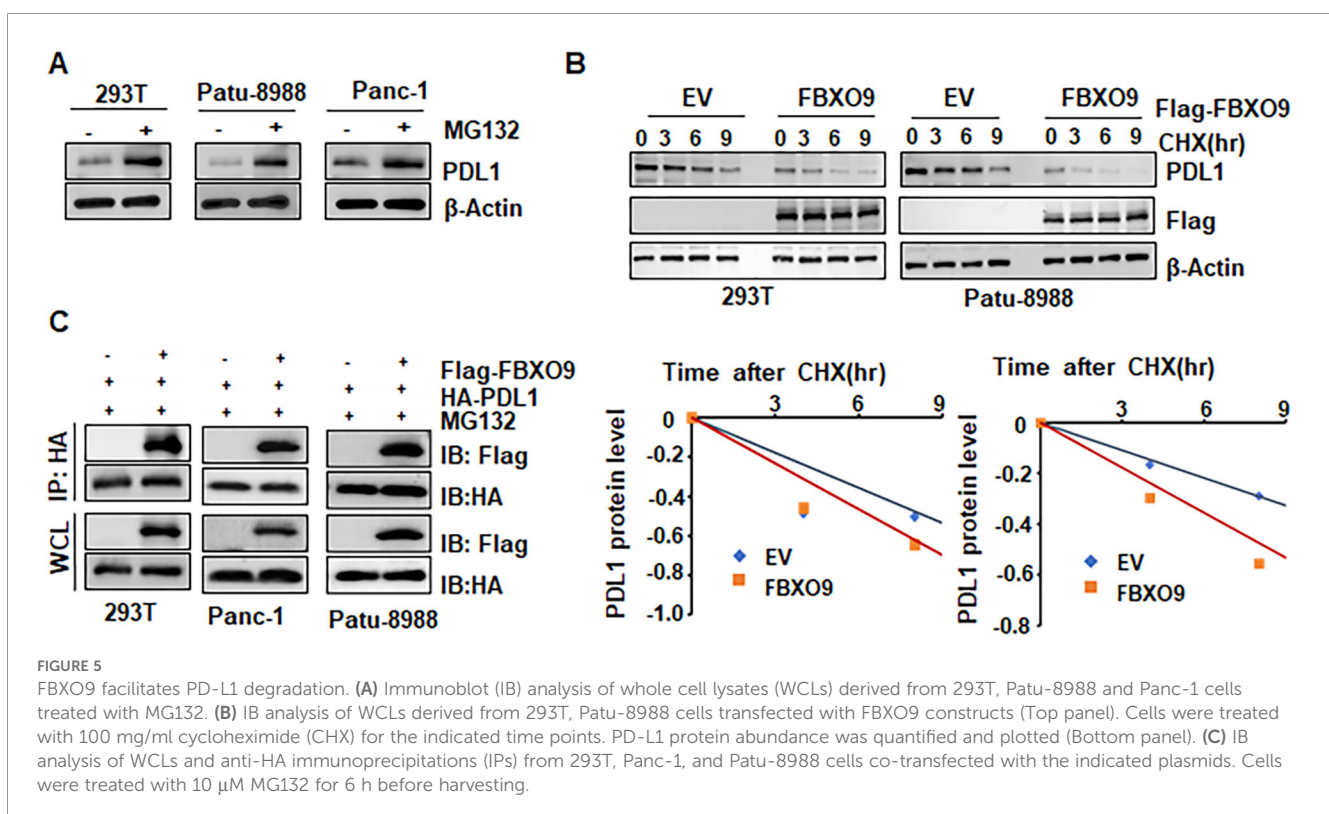 A
293T Patu-8988 Panc-1
- + - + - + MG132
PDL1
β-Actin
B
EV FBXO9 EV FBXO9 Flag-FBXO9
0 3 6 9 0 3 6 9 0 3 6 9 0 3 6 9 CHX(hr)
PDL1
Flag
β-Actin
293T Patu-8988
C
- + - + - + Flag-FBXO9
+ + + + + + HA-PDL1
+ + + + + + MG132
IP: HA
IB: Flag
IB:HA
WCL
IB: Flag
IB:HA
293T Panc-1 Patu-8988
Time after CHX(hr)
3 6 9
0
-0.2
-0.4
-0.6
-0.8
-1.0
PDL1 protein level
EV
FBXO9
Time after CHX(hr)
3 6 9
0
-0.2
-0.4
-0.6
-0.8
PDL1 protein level
EV
FBXO9
FIGURE 5
FBXO9 facilitates PD-L1 degradation. (A) Immunoblot (IB) analysis of whole cell lysates (WCLs) derived from 293T, Patu-8988 and Panc-1 cells
treated with MG132. (B) IB analysis of WCLs derived from 293T, Patu-8988 cells transfected with FBXO9 constructs (Top panel). Cells were treated
with 100 mg/ml cycloheximide (CHX) for the indicated time points. PD-L1 protein abundance was quantified and plotted (Bottom panel). (C) IB
analysis of WCLs and anti-HA immunoprecipitations (IPs) from 293T, Panc-1, and Patu-8988 cells co-transfected with the indicated plasmids. Cells
were treated with 10 μM MG132 for 6 h before harvesting.